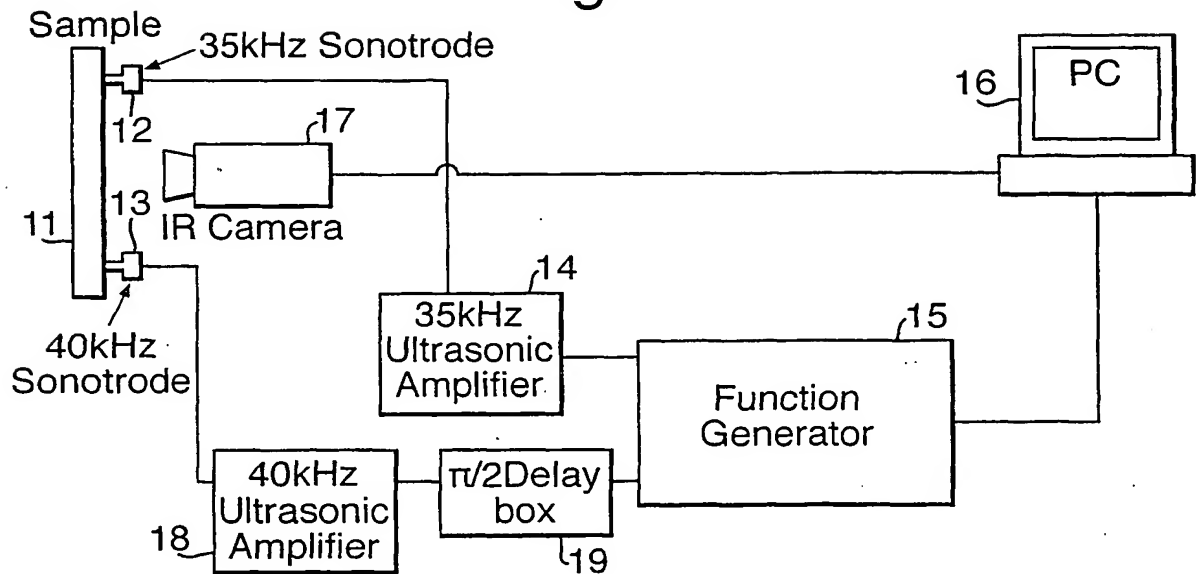 g
Sample
35kHz Sonotrode
12
17
16
PC
11
13
IR Camera
40kHz
Sonotrode
14
35kHz
Ultrasonic
Amplifier
15
Function
Generator
40kHz
Ultrasonic
Amplifier
18
π/2Delay
box
19